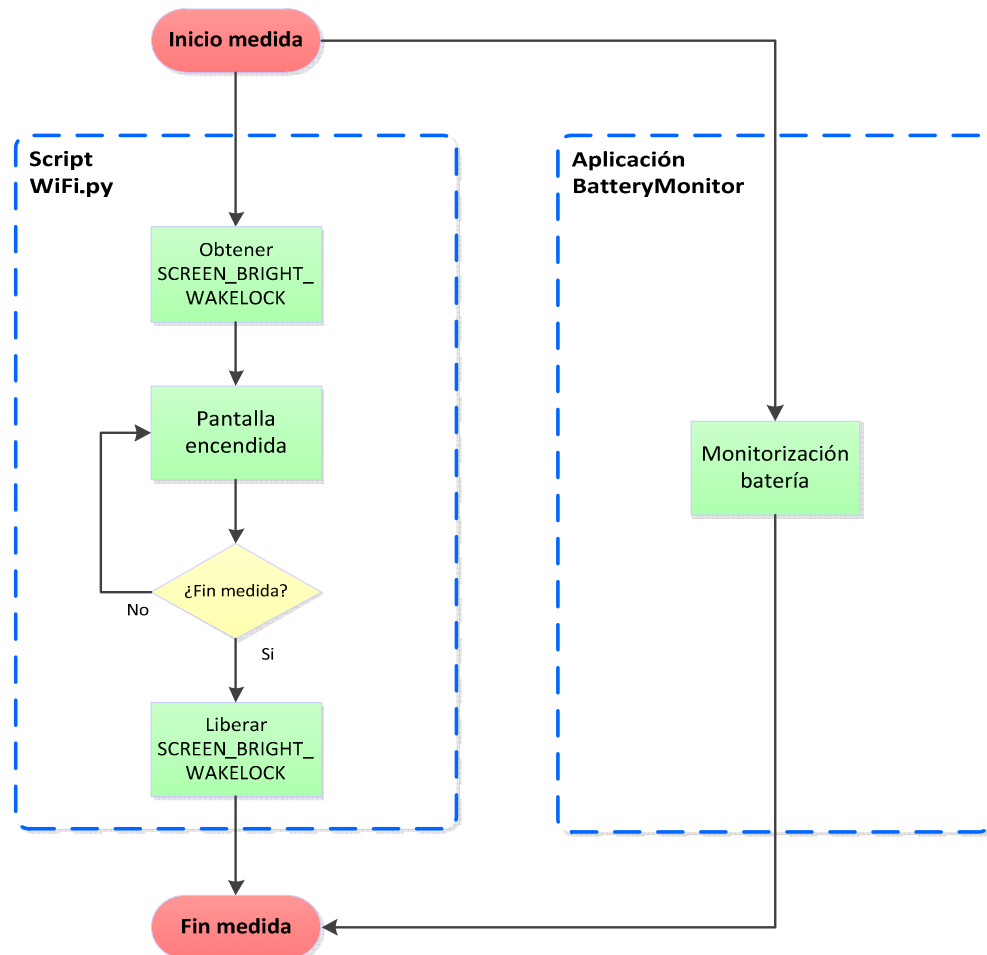 Inicio medida
Script
WiFi.py
Obtener
SCREEN_BRIGHT_
WAKELOCK
Pantalla
encendida
¿Fin medida?
No
Si
Liberar
SCREEN_BRIGHT_
WAKELOCK
Aplicación
BatteryMonitor
Monitorización
batería
Fin medida